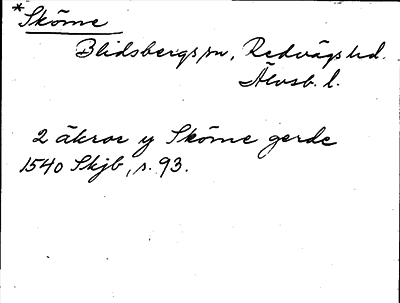 *Sköme
Blidsbergs sn, Redvägs hd.
Älvsb. l.
2 åkrar y Sköme gerde
1540 Skjb, s. 93.